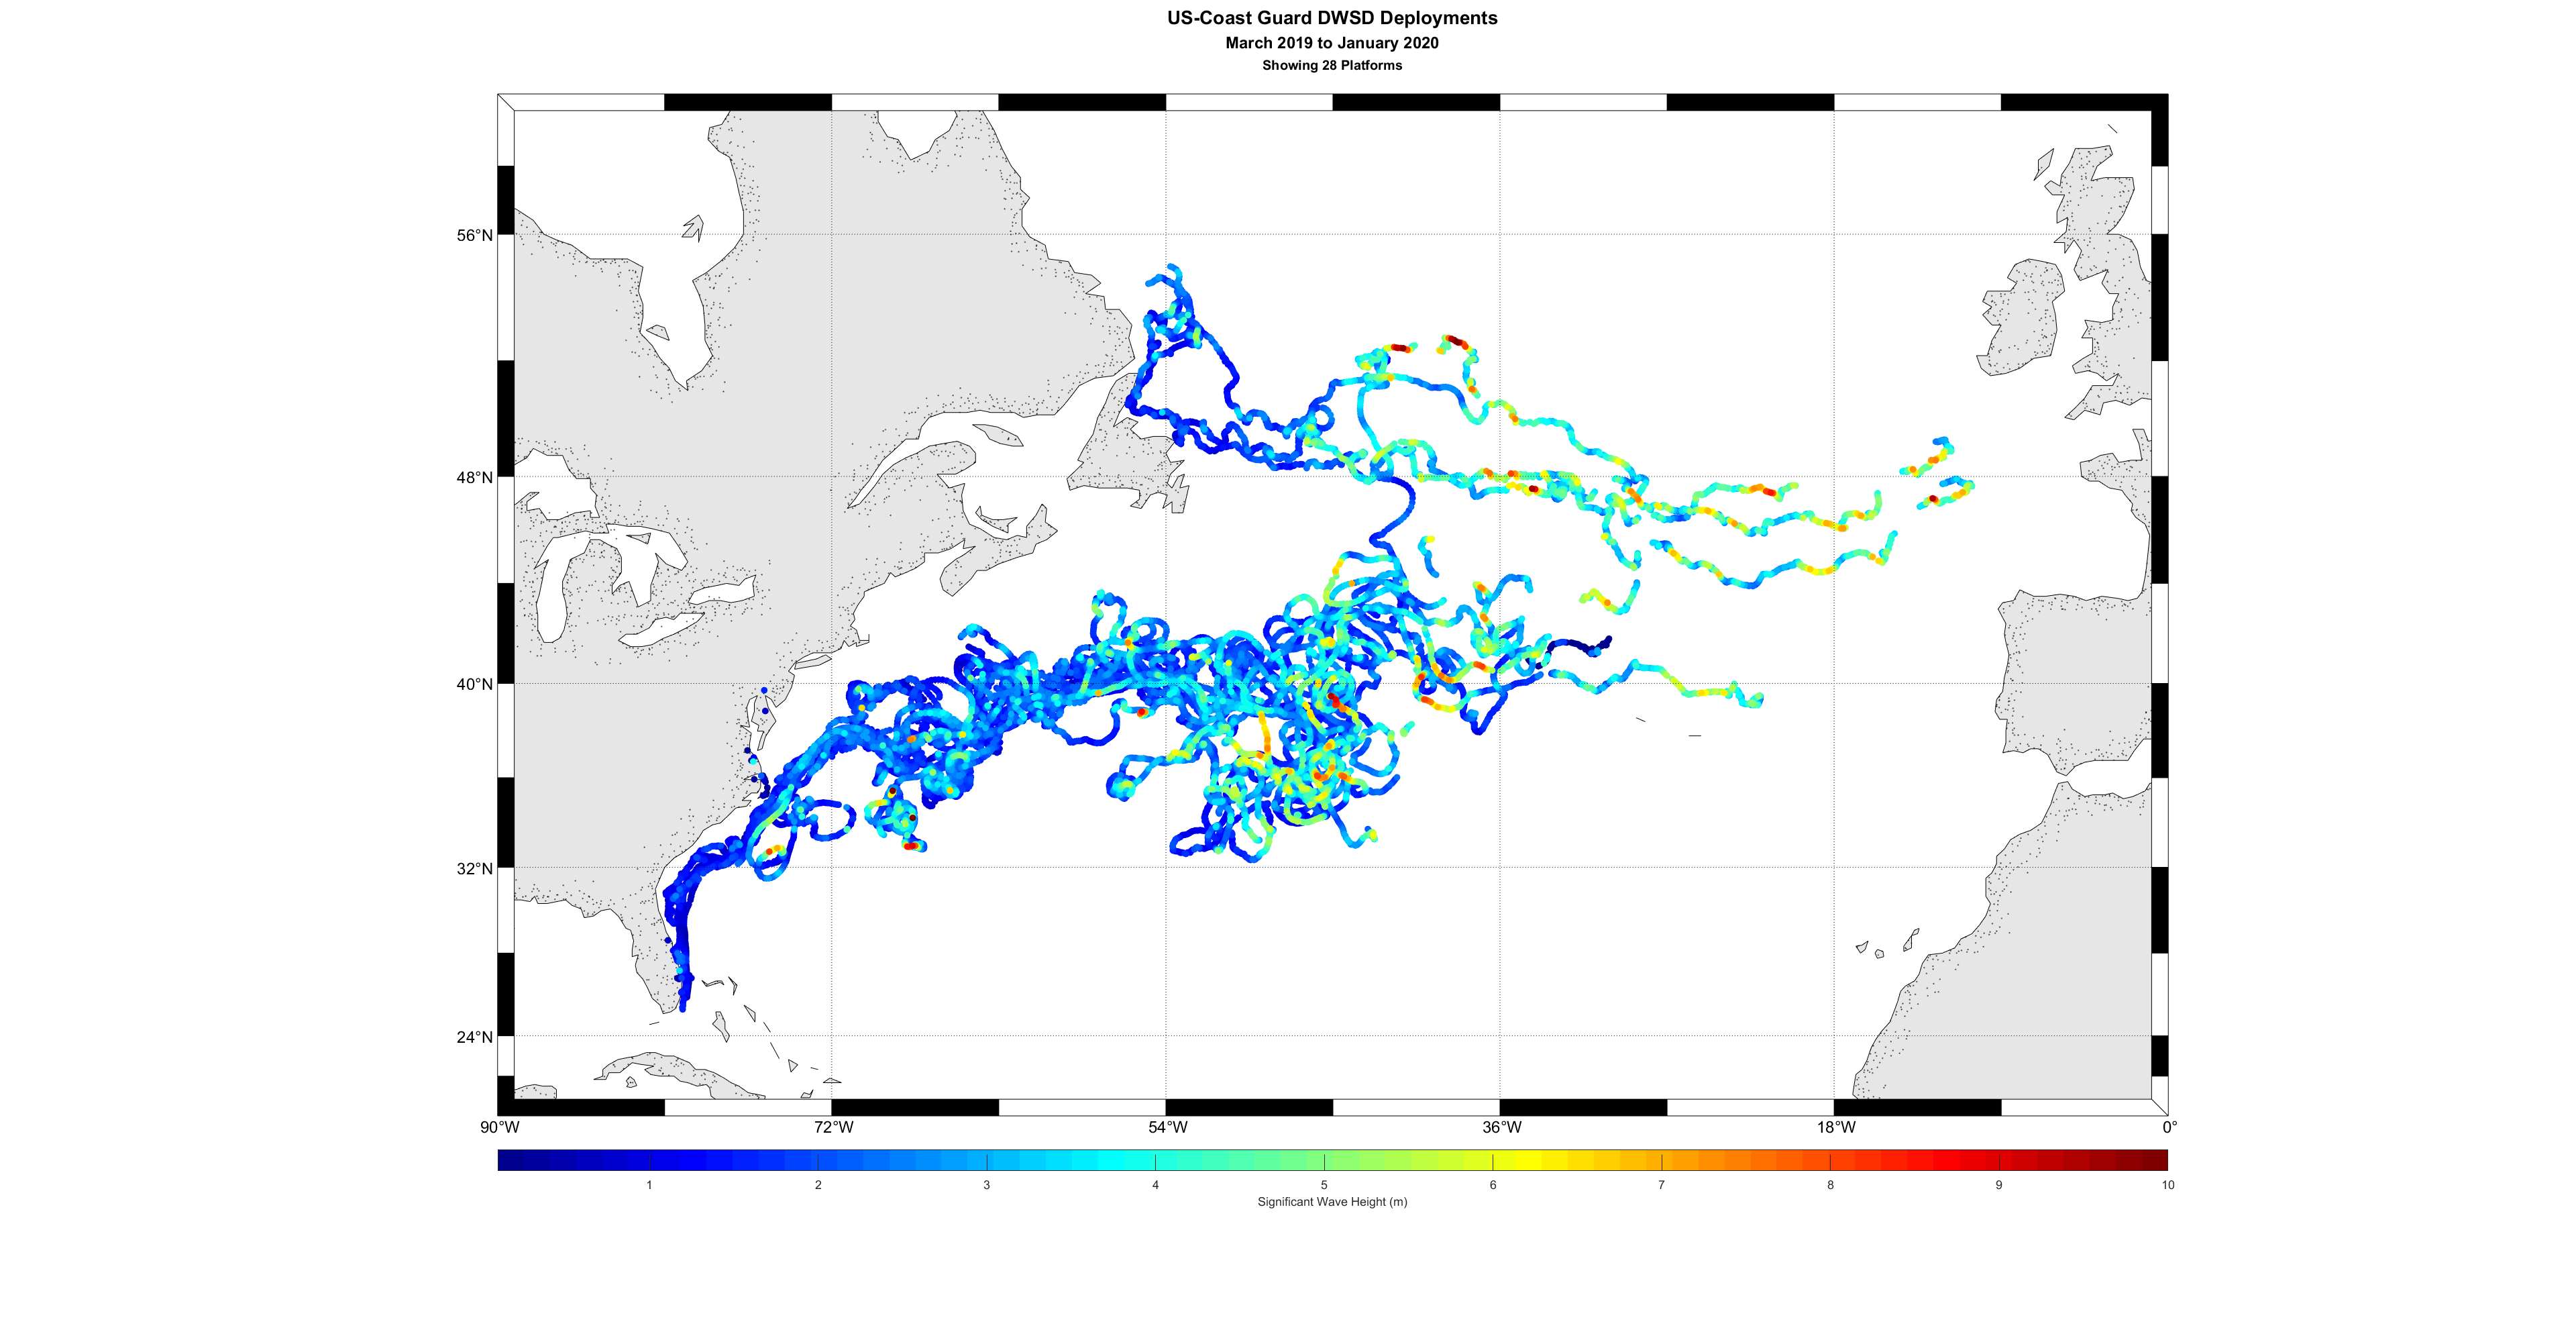 US-Coast Guard DWSD Deployments
March 2019 to January 2020
Showing 28 Platforms
56°N
48°N
40°N
32°N
24°N
90°W 72°W 54°W 36°W 18°W 0°
1 2 3 4 5 6 7 8 9 10
Significant Wave Height (m)